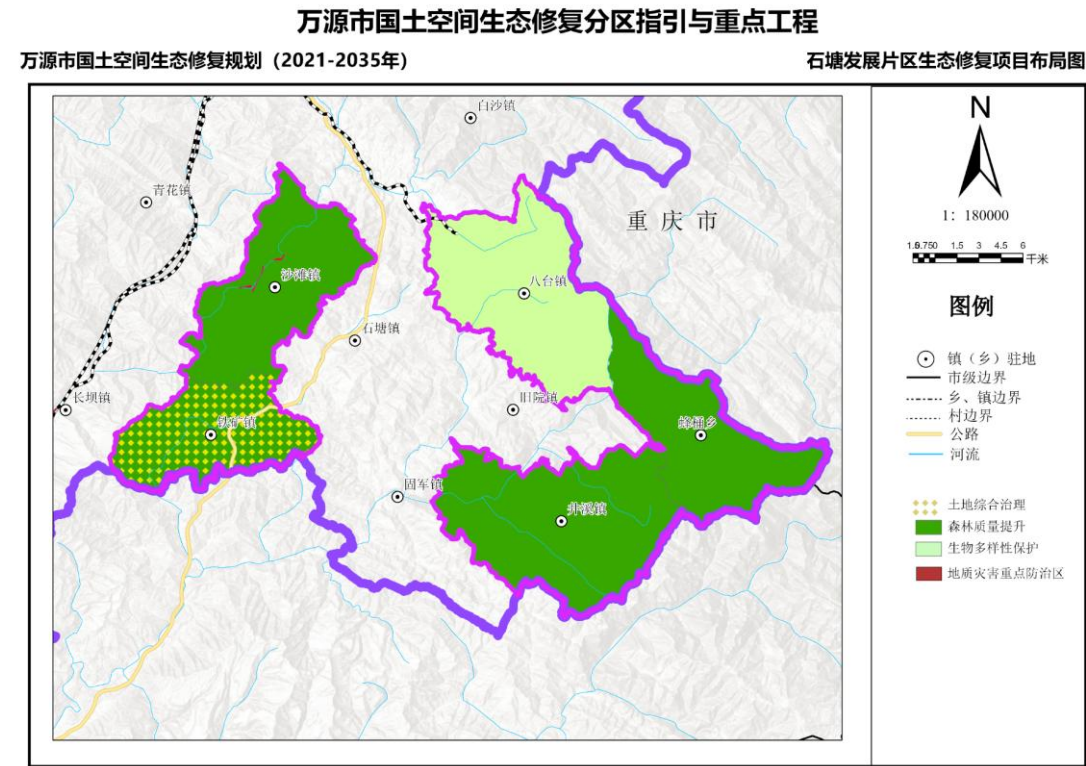 万源市国土空间生态修复分区指引与重点工程
万源市国土空间生态修复规划（2021-2035年）
石塘发展片区生态修复项目布局图
白沙镇
青花镇
重庆市
沙滩镇
八台镇
石塘镇
长坝镇
旧院镇
铁矿镇
蜂桶乡
固军镇
井溪镇
N
1：180000
1.5 3 4.5 6
千米
图例
镇（乡）驻地
市级边界
乡、镇边界
村边界
公路
河流
土地综合治理
森林质量提升
生物多样性保护
地质灾害重点防治区